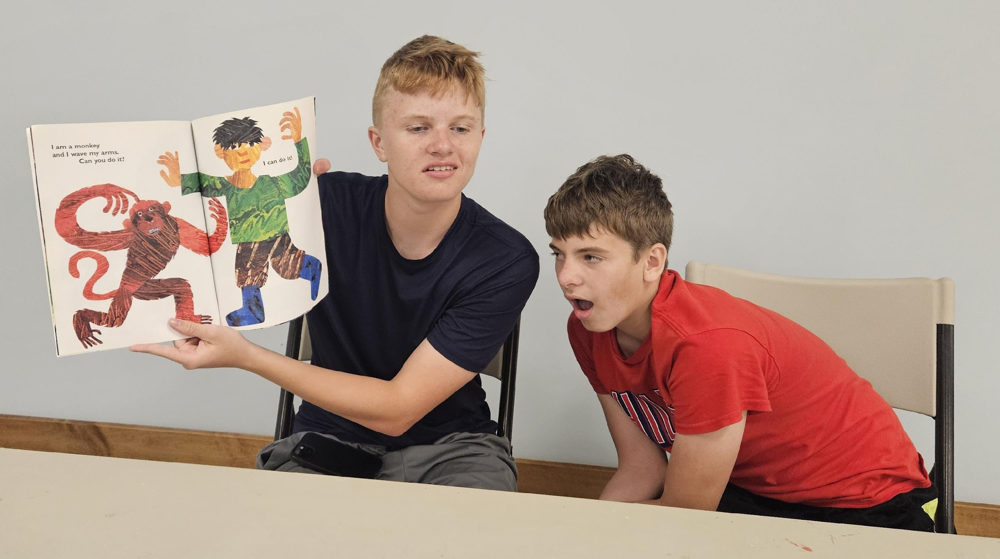 I am a monkey
and I wave my arms.
Can you do it?
I can do it!